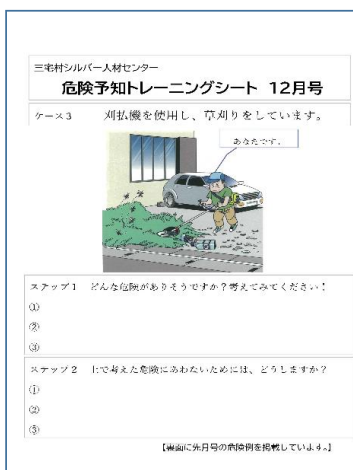 三宅村シルバー人材センター
危険予知トレーニングシート 12月号
ケース3 刈払機を使用し、草刈りをしています。
あなたです。
ステップ1 どんな危険がありそうですか？考えてみてください！
①
②
③
ステップ2 上で考えた危険にあわないためには、どうしますか？
①
②
③
【裏面に先月号の危険例を掲載しています。】